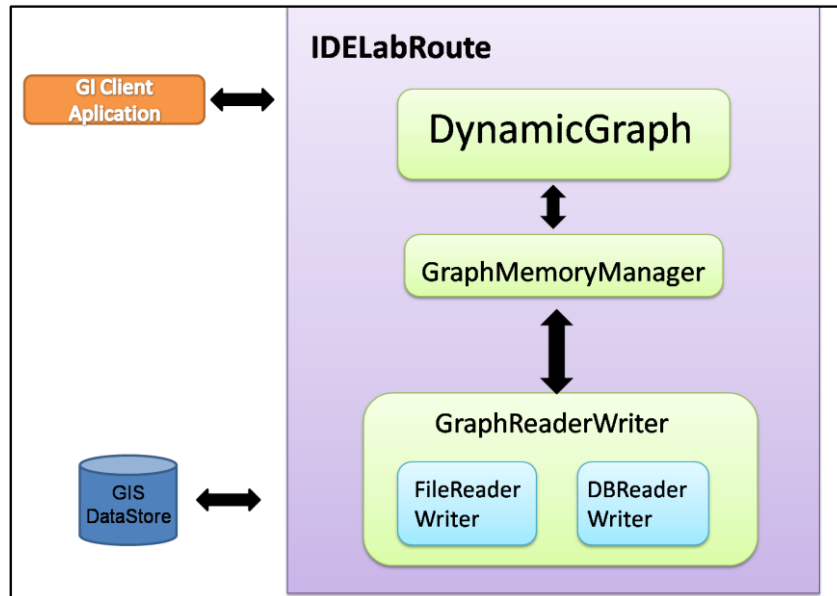 IDELabRoute
GI Client
Aplication
DynamicGraph
GraphMemoryManager
GraphReaderWriter
FileReader
Writer
DBReader
Writer
GIS
DataStore